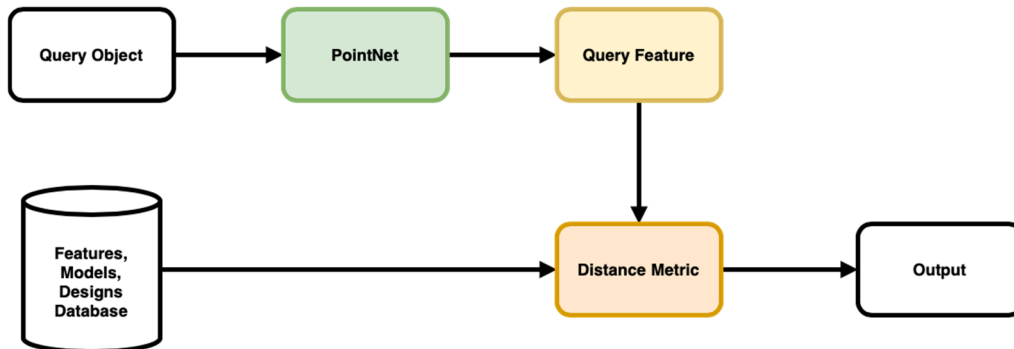 Query Object
PointNet
Query Feature
Features,
Models,
Designs
Database
Distance Metric
Output